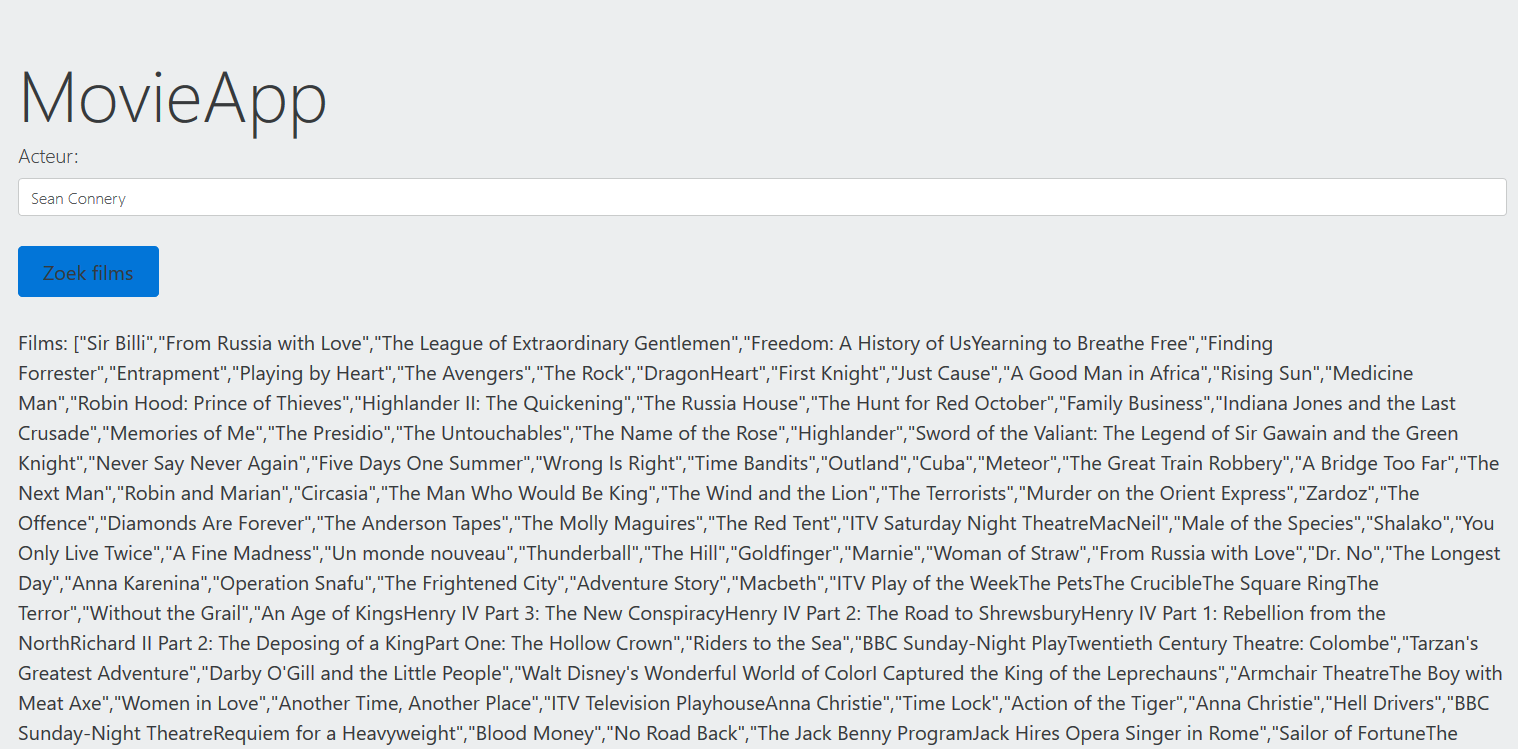 MovieApp
Acteur:
Sean Connery
Zoek films
Films: ["Sir Billi","From Russia with Love","The League of Extraordinary Gentlemen","Freedom: A History of UsYearning to Breathe Free","Finding
Forrester","Entrapment","Playing by Heart","The Avengers","The Rock","DragonHeart","First Knight","Just Cause","A Good Man in Africa","Rising Sun","Medicine
Man","Robin Hood: Prince of Thieves","Highlander II: The Quickening","The Russia House","The Hunt for Red October","Family Business","Indiana Jones and the Last
Crusade","Memories of Me","The Presidio","The Untouchables","The Name of the Rose","Highlander","Sword of the Valiant: The Legend of Sir Gawain and the Green
Knight","Never Say Never Again","Five Days One Summer","Wrong Is Right","Time Bandits","Outland","Cuba","Meteor","The Great Train Robbery","A Bridge Too Far","The
Next Man","Robin and Marian","Circasia","The Man Who Would Be King","The Wind and the Lion","The Terrorists","Murder on the Orient Express","Zardoz","The
Offence","Diamonds Are Forever","The Anderson Tapes","The Molly Maguires","The Red Tent","ITV Saturday Night TheatreMacNeil","Male of the Species","Shalako","You
Only Live Twice","A Fine Madness","Un monde nouveau","Thunderball","The Hill","Goldfinger","Marnie","Woman of Straw","From Russia with Love","Dr. No","The Longest
Day","Anna Karenina","Operation Snafu","The Frightened City","Adventure Story","Macbeth","ITV Play of the WeekThe PetsThe CrucibleThe Square RingThe
Terror","Without the Grail","An Age of KingsHenry IV Part 3: The New ConspiracyHenry IV Part 2: The Road to ShrewsburyHenry IV Part 1: Rebellion from the
NorthRichard II Part 2: The Deposing of a KingPart One: The Hollow Crown","Riders to the Sea","BBC Sunday-Night PlayTwentieth Century Theatre: Colombe","Tarzan's
Greatest Adventure","Darby O'Gill and the Little People","Walt Disney's Wonderful World of ColorI Captured the King of the Leprechauns","Armchair TheatreThe Boy with
Meat Axe","Women in Love","Another Time, Another Place","ITV Television PlayhouseAnna Christie","Time Lock","Action of the Tiger","Anna Christie","Hell Drivers","BBC
Sunday-Night TheatreRequiem for a Heavyweight","Blood Money","No Road Back","The Jack Benny ProgramJack Hires Opera Singer in Rome","Sailor of FortuneThe